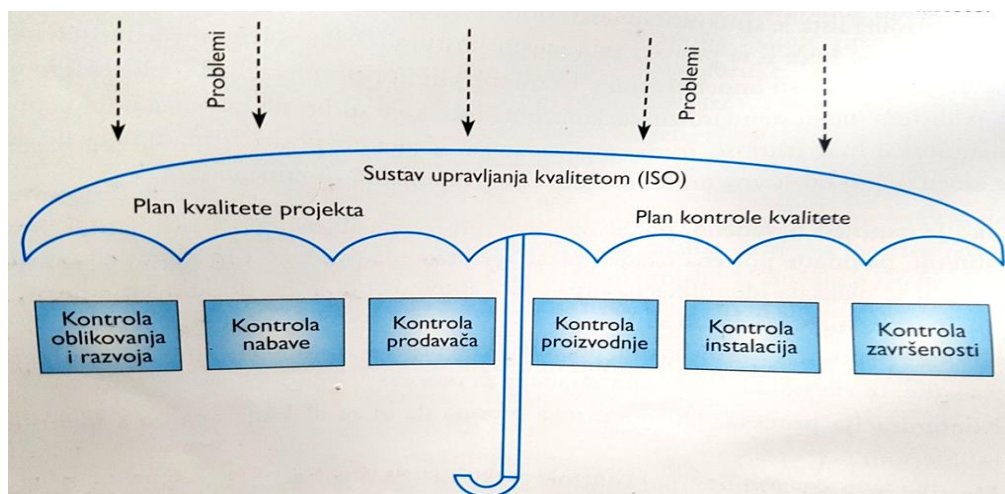 Problemi
Problemi
Sustav upravljanja kvalitetom (ISO)
Plan kvalitete projekta
Plan kontrole kvalitete
Kontrola
oblikovanja
i razvoja
Kontrola
nabave
Kontrola
prodavača
Kontrola
proizvodnje
Kontrola
instalacija
Kontrola
završenosti